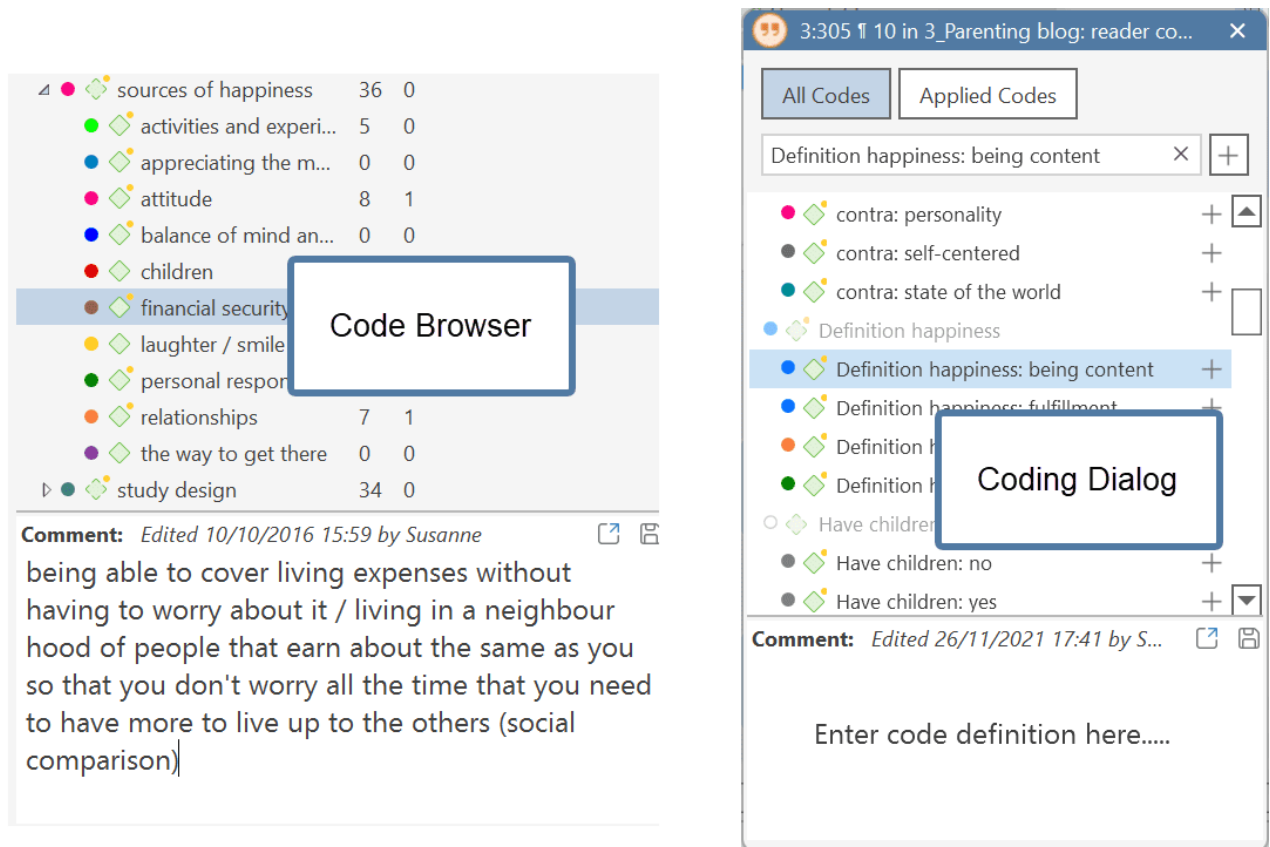 sources of happiness 36 0
activities and experi... 5 0
appreciating the m... 0 0
attitude 8 1
balance of mind an... 0 0
children
financial security
laughter / smile
personal respon
relationships 7 1
the way to get there 0 0
study design 34 0
Code Browser
Comment: Edited 10/10/2016 15:59 by Susanne
being able to cover living expenses without
having to worry about it / living in a neighbour
hood of people that earn about the same as you
so that you don't worry all the time that you need
to have more to live up to the others (social
comparison)
3:305 ¶ 10 in 3_Parenting blog: reader co...
All Codes Applied Codes
Definition happiness: being content
contra: personality
contra: self-centered
contra: state of the world
Definition happiness
Definition happiness: being content
Definition happiness: fulfillment
Definition h
Definition h
Have children
Have children: no
Have children: yes
Coding Dialog
Comment: Edited 26/11/2021 17:41 by S...
Enter code definition here.....